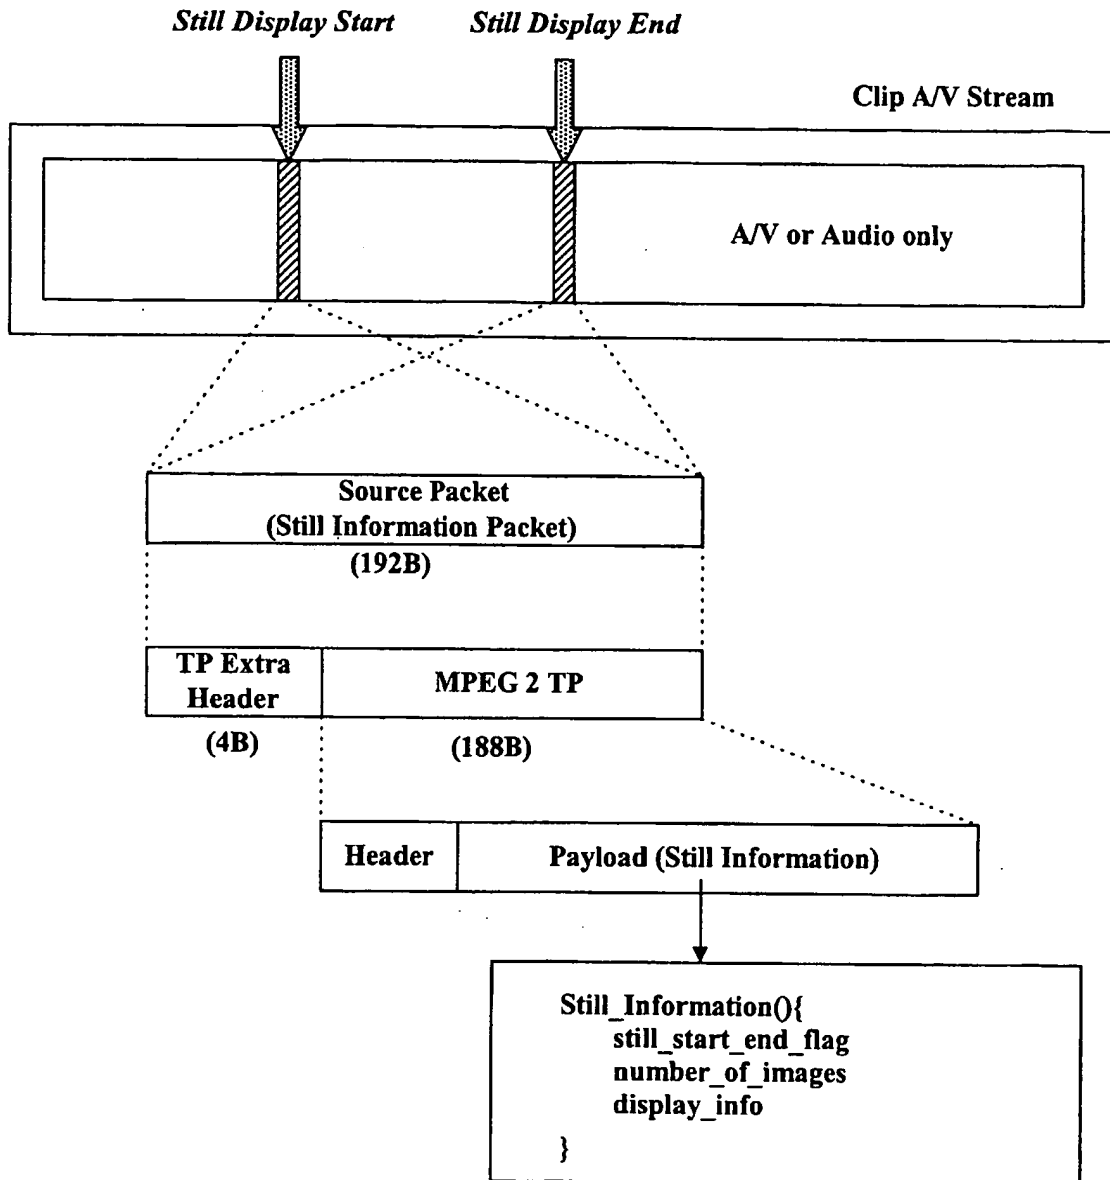 Still Display Start
Still Display End
Clip A/V Stream
A/V or Audio only
Source Packet
(Still Information Packet)
(192B)
TP Extra
Header
MPEG 2 TP
(4B)
(188B)
Header
Payload (Still Information)
Still_Information(){
still_start_end_flag
number_of_images
display_info
}